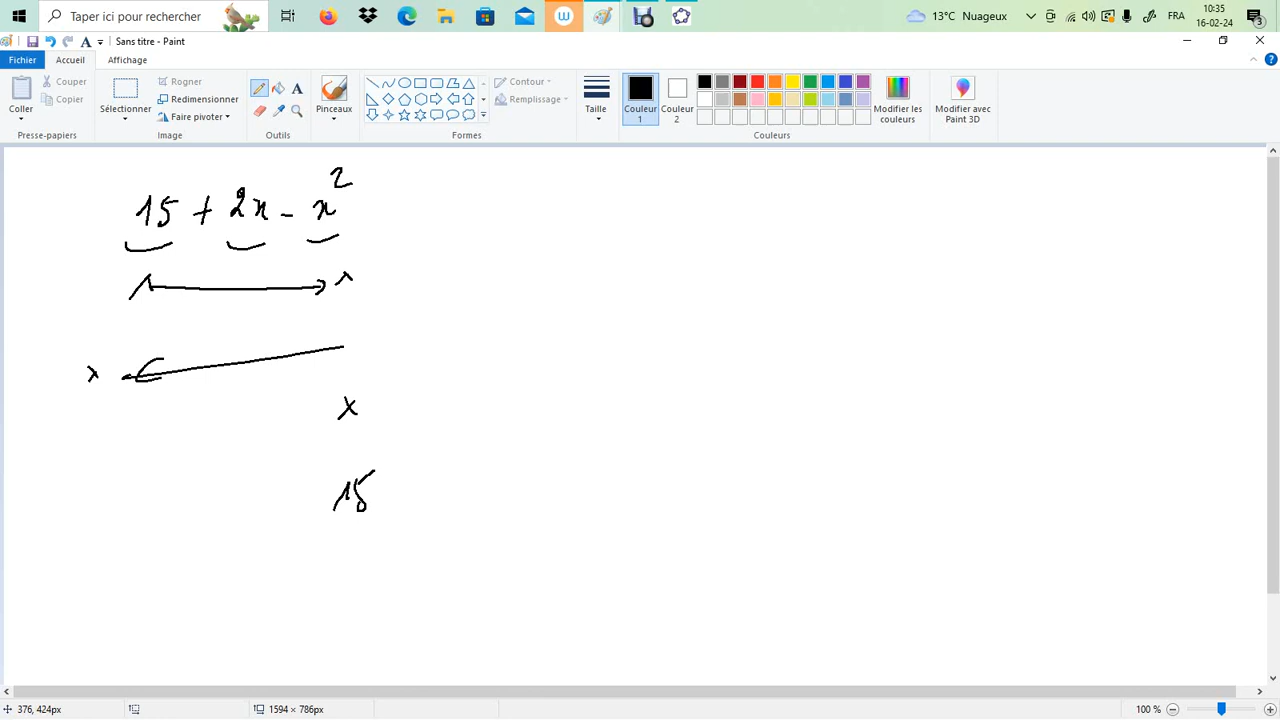 Taper ici pour rechercher
13°C Nuageux
FRA
10:35
16-02-24
3
Sans titre - Paint
Fichier
Accueil
Affichage
Coller
Couper
Copier
Presse-papiers
Sélectionner
Rogner
Redimensionner
Faire pivoter
Image
A
Outils
Pinceaux
Contour
Remplissage
Formes
Taille
Couleur 1
Couleur 2
Modifier les couleurs
Modifier avec Paint 3D
Couleurs
15 + 2x - x²
x
x
15
376, 424px
1594 × 786px
100 %